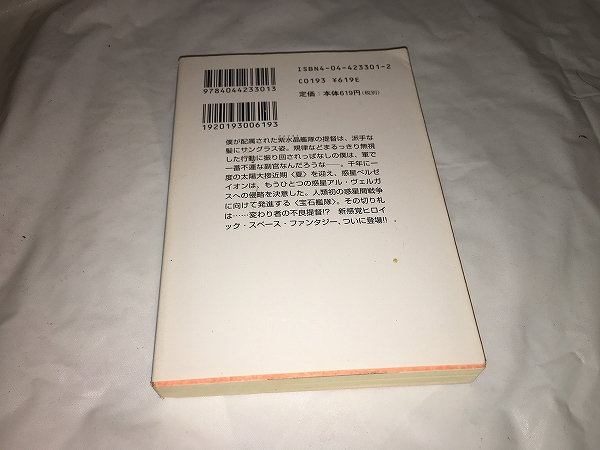 ISBN4-04-423301-2
C0193 ¥619E
定価：本体619円(税別)
9784044233013
1920193006193
僕が配属された紫水晶艦隊の提督は、派手な
髪にサングラス姿。規律などまるっきり無視
した行動に振り回されっぱなしの僕は、軍で
一番不運な副官なんだろうな――。千年に一
度の太陽大接近期〈夏〉を迎え、惑星ベルゼ
イオンは、もうひとつの惑星アル・ヴェルガ
スへの侵略を決意した。人類初の惑星間戦争
に向けて発進する〈宝石艦隊〉。その切り札
は……変わり者の不良提督!?　新感覚ヒロイ
ック・スペース・ファンタジー、ついに登場!!